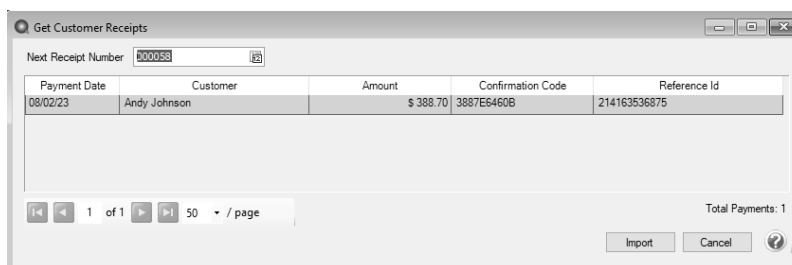 Get Customer Receipts
Next Receipt Number 000058
Payment Date Customer Amount Confirmation Code Reference Id
08/02/23 Andy Johnson $ 388.70 3887E6460B 214163536875
1 of 1 50 / page
Total Payments: 1
Import Cancel ?